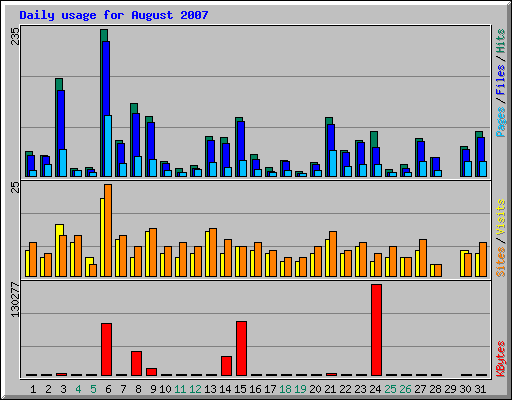 Daily usage for August 2007
235
Pages / Files / Hits
25
Sites / Visits
130277
KBytes
1 2 3 4 5 6 7 8 9 10 11 12 13 14 15 16 17 18 19 20 21 22 23 24 25 26 27 28 29 30 31